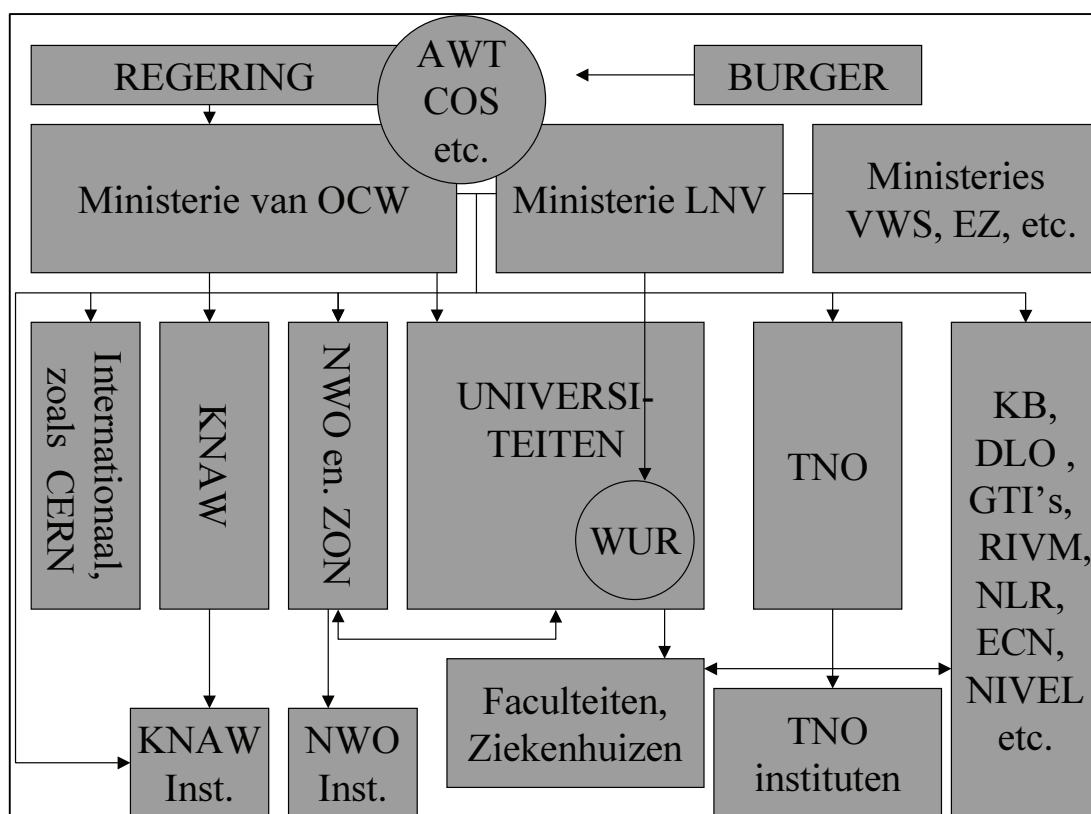 REGERING
AWT
COS
etc.
BURGER
Ministerie van OCW
Ministerie LNV
Ministeries
VWS, EZ, etc.
Internationaal,
zoals CERN
KNAW
NWO en. ZON
UNIVERSI-
TEITEN
WUR
TNO
KB,
DLO ,
GTI's,
RIVM,
NLR,
ECN,
NIVEL
etc.
KNAW
Inst.
NWO
Inst.
Faculteiten,
Ziekenhuizen
TNO
instituten